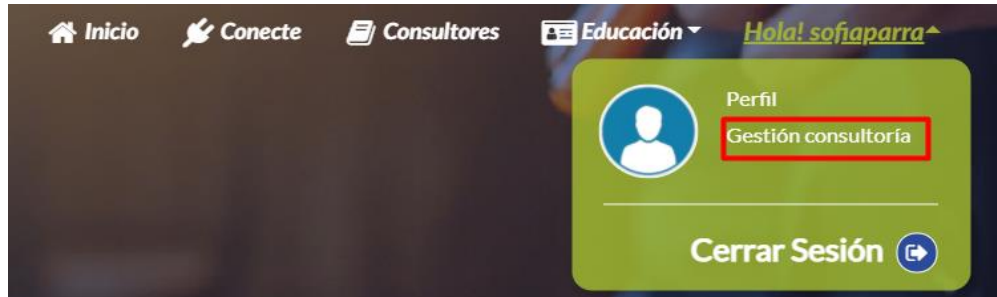 Inicio Conecte Consultores Educación Hola! sofiaparra
Perfil
Gestión consultoría
Cerrar Sesión